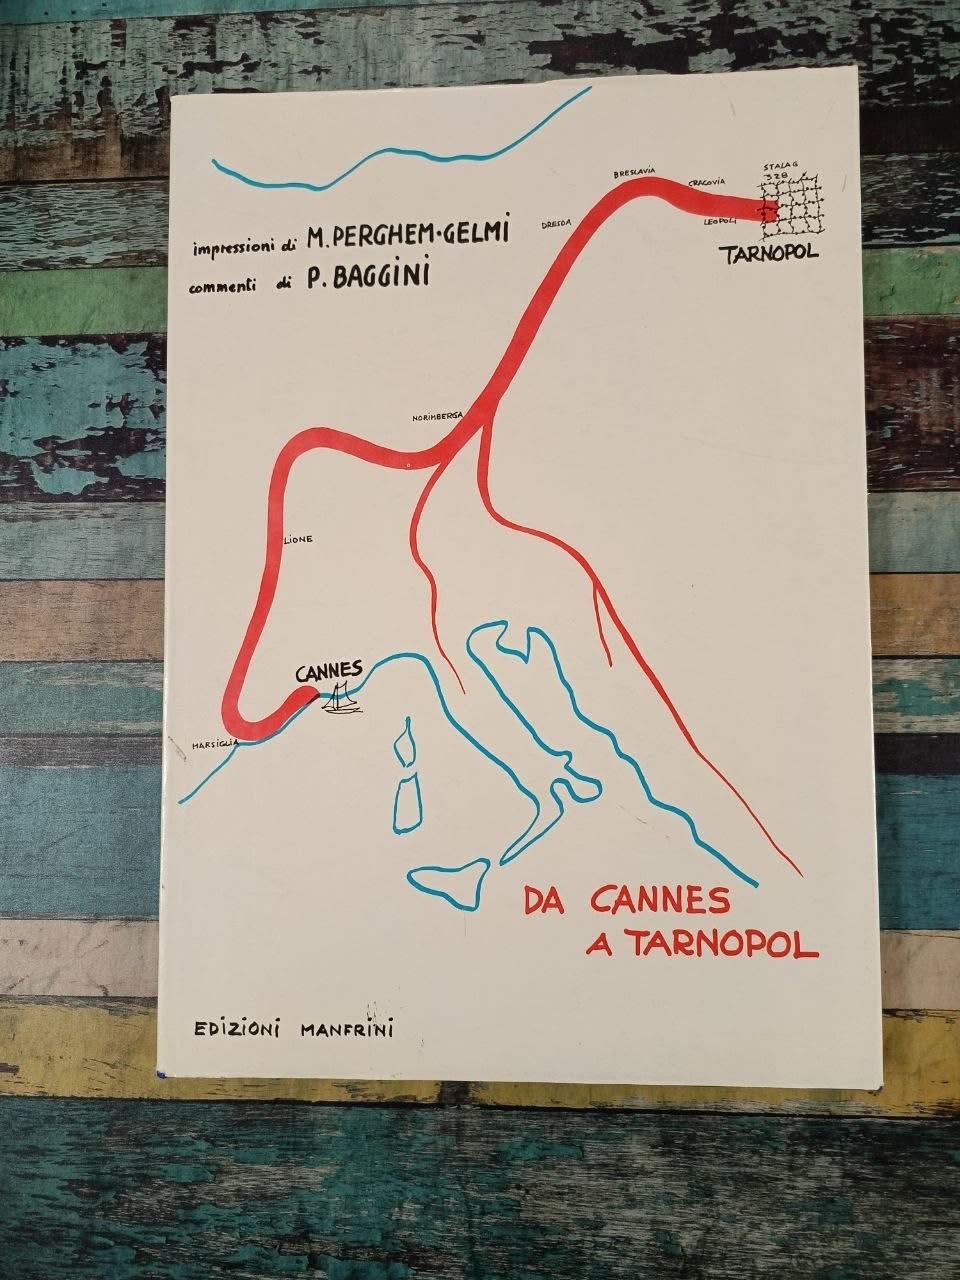 STALAG
328
BRESLAVIA
CRACOVIA
DRESDA
LEOPOLI
TARNOPOL
impressioni di M. PERGHEM-GELMI
commenti di P. BAGGINI
NORIMBERGA
LIONE
CANNES
MARSIGLIA
DA CANNES
A TARNOPOL
EDIZIONI MANFRINI